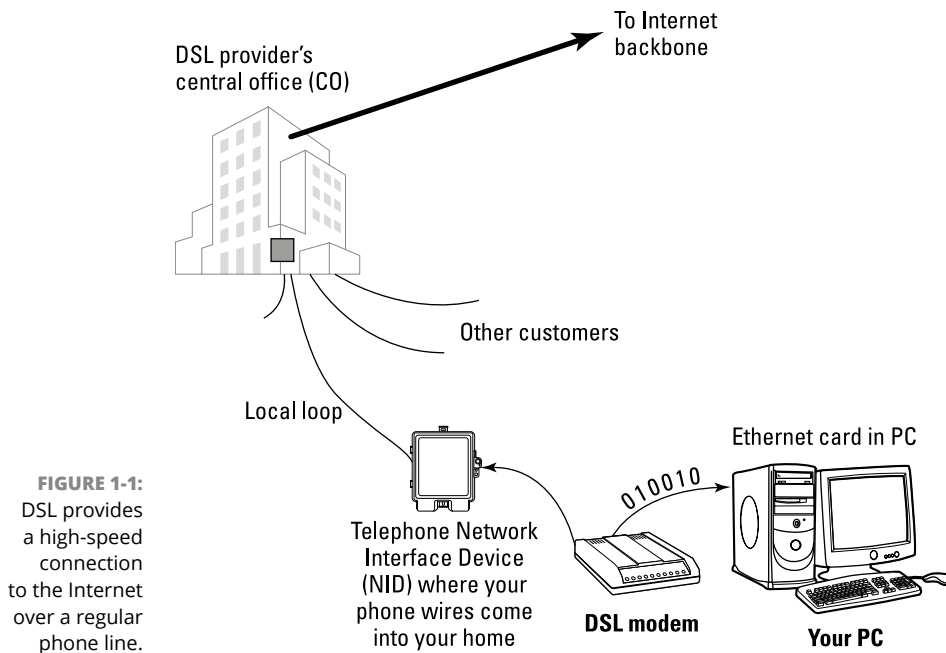 To Internet
backbone
DSL provider's
central office (CO)
Other customers
Local loop
Ethernet card in PC
010010
Telephone Network
Interface Device
(NID) where your
phone wires come
into your home
DSL modem
Your PC
FIGURE 1-1:
DSL provides
a high-speed
connection
to the Internet
over a regular
phone line.